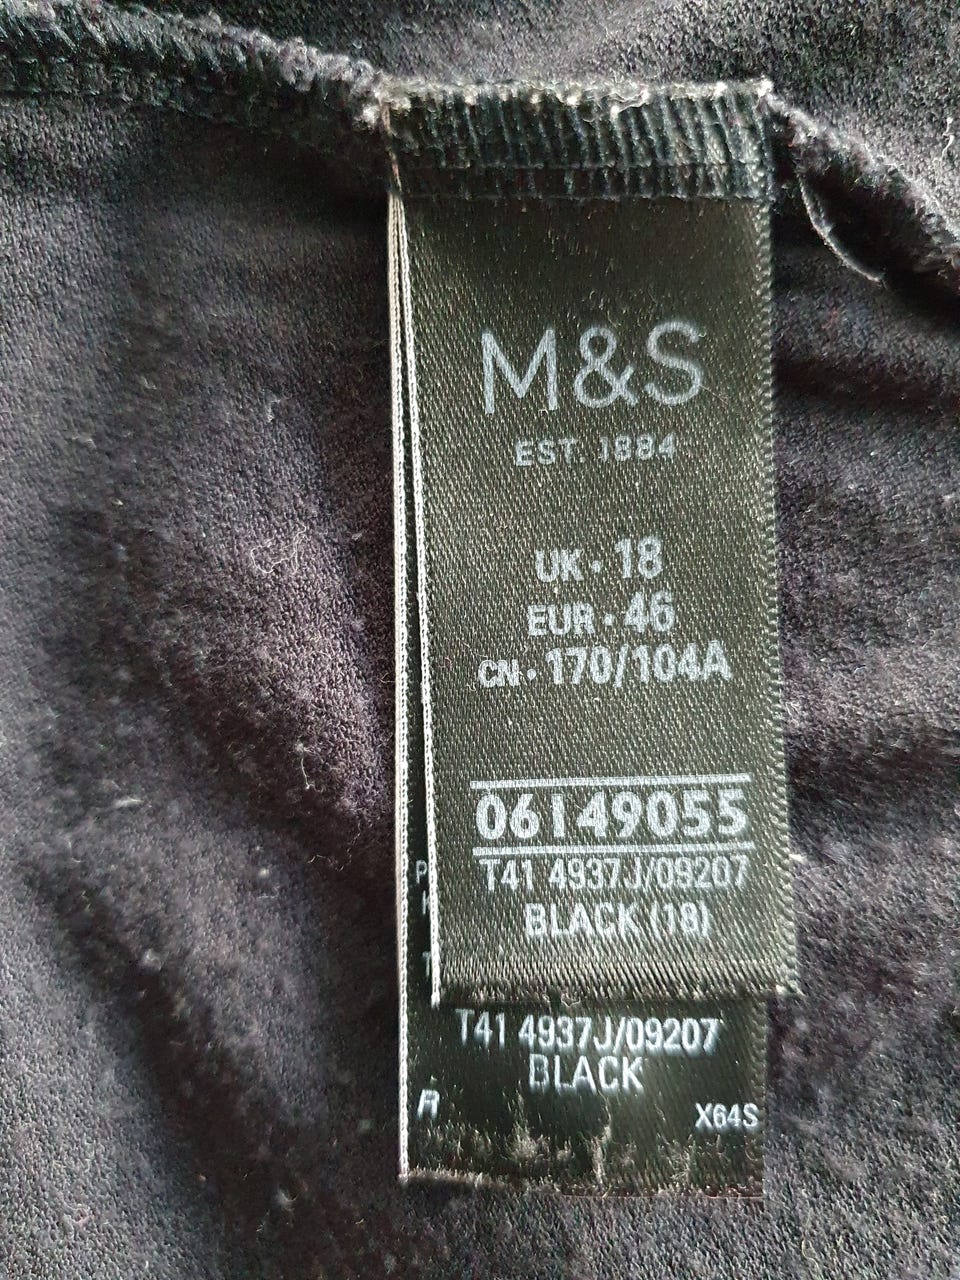 M&S
EST. 1884
UK · 18
EUR · 46
CN · 170/104A
06149055
T41 4937J/09207
BLACK (18)
T41 4937J/09207
BLACK
R
X64S